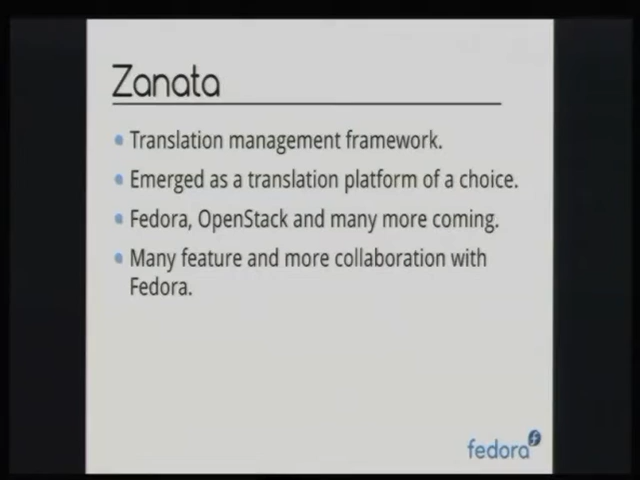 Zanata
Translation management framework.
Emerged as a translation platform of a choice.
Fedora, OpenStack and many more coming.
Many feature and more collaboration with
Fedora.
fedora